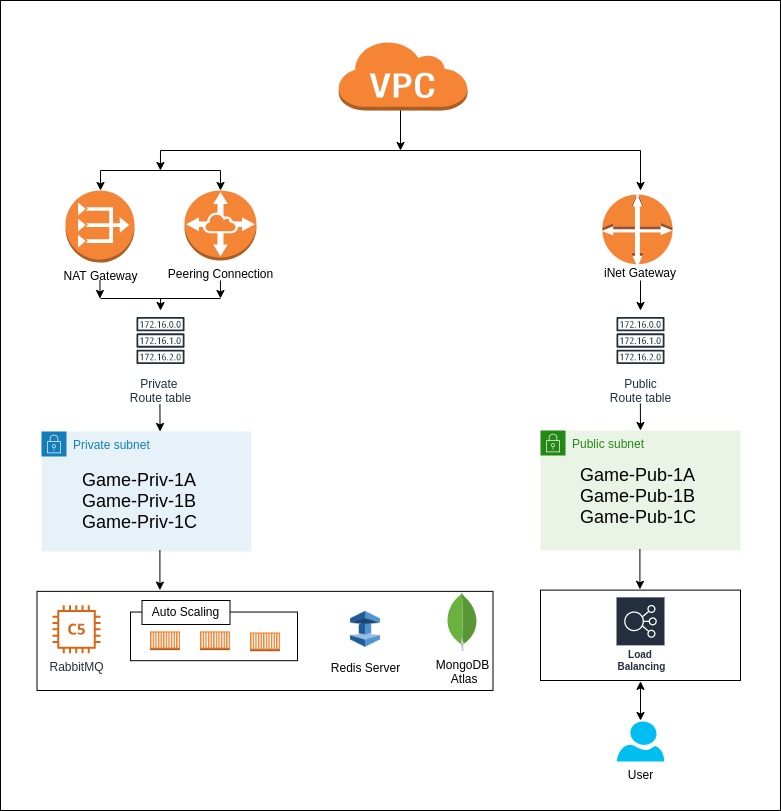 VPC
NAT Gateway
Peering Connection
iNet Gateway
172.16.0.0
172.16.1.0
172.16.2.0
172.16.0.0
172.16.1.0
172.16.2.0
Private
Route table
Public
Route table
Private subnet
Game-Priv-1A
Game-Priv-1B
Game-Priv-1C
Public subnet
Game-Pub-1A
Game-Pub-1B
Game-Pub-1C
C5
RabbitMQ
Auto Scaling
Redis Server
MongoDB
Atlas
Load
Balancing
User